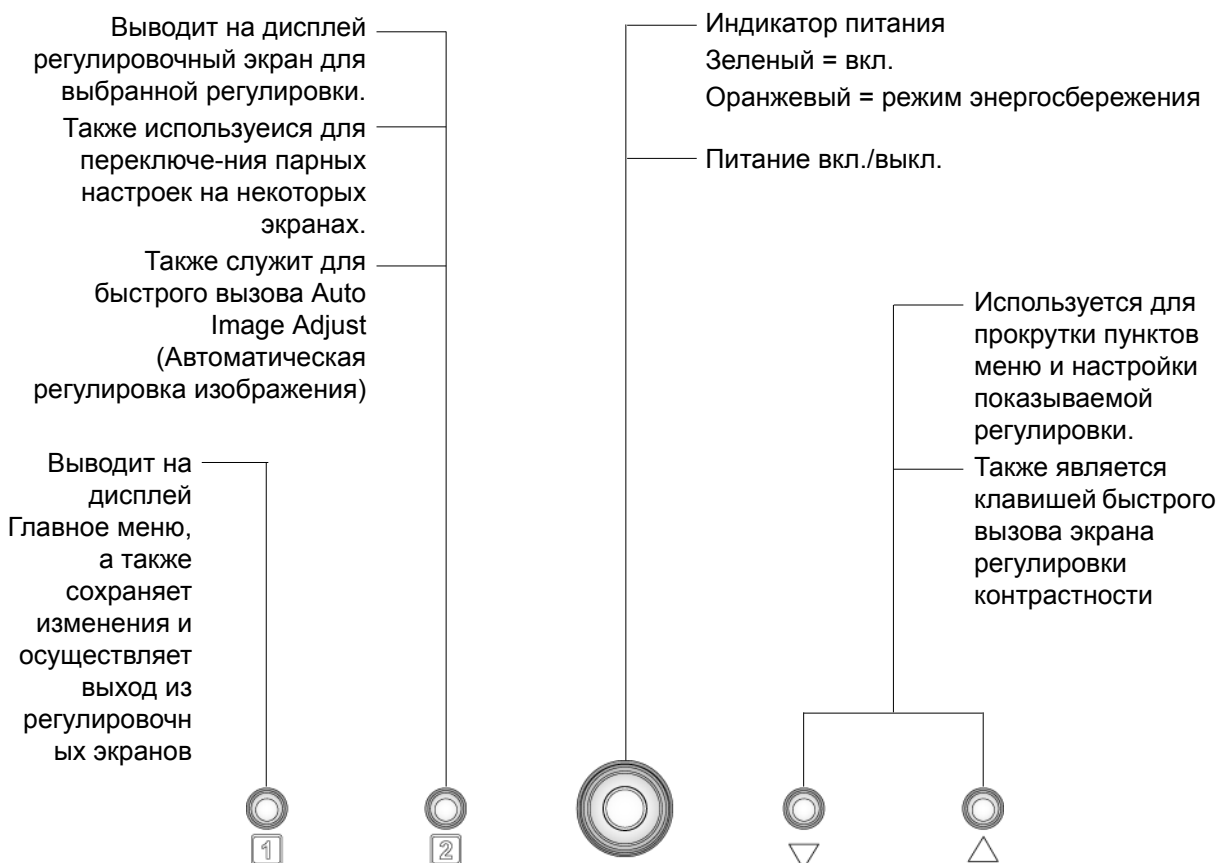 Выводит на дисплей
регулировочный экран для
выбранной регулировки.
Также используеися для
переключе-ния парных
настроек на некоторых
экранах.
Также служит для
быстрого вызова Auto
Image Adjust
(Автоматическая
регулировка изображения)
Выводит на
дисплей
Главное меню,
а также
сохраняет
изменения и
осуществляет
выход из
регулировочн
ых экранов
Индикатор питания
Зеленый = вкл.
Оранжевый = режим энергосбережения
Питание вкл./выкл.
Используется для
прокрутки пунктов
меню и настройки
показываемой
регулировки.
Также является
клавишей быстрого
вызова экрана
регулировки
контрастности
1
2